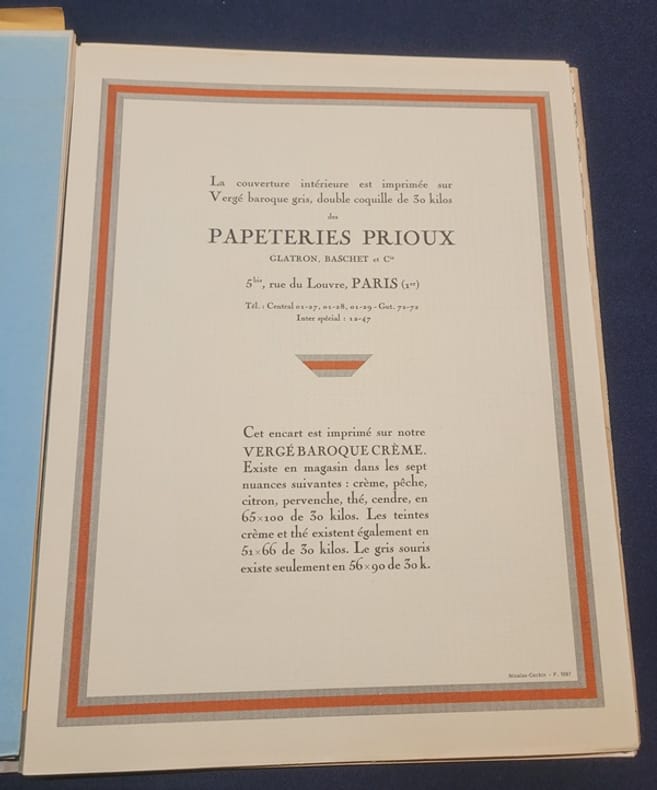 La couverture intérieure est imprimée sur
Vergé baroque gris, double coquille de 30 kilos
des
PAPETERIES PRIOUX
GLATRON, BASCHET et Cie
5bis, rue du Louvre, PARIS (1er)
Tél. : Central 01-27, 01-28, 01-29 - Gut. 72-72
Inter spécial : 12-47
Cet encart est imprimé sur notre
VERGÉ BAROQUE CRÈME.
Existe en magasin dans les sept
nuances suivantes : crème, pêche,
citron, pervenche, thé, cendre, en
65×100 de 30 kilos. Les teintes
crème et thé existent également en
51×66 de 30 kilos. Le gris souris
existe seulement en 56×90 de 30 k.